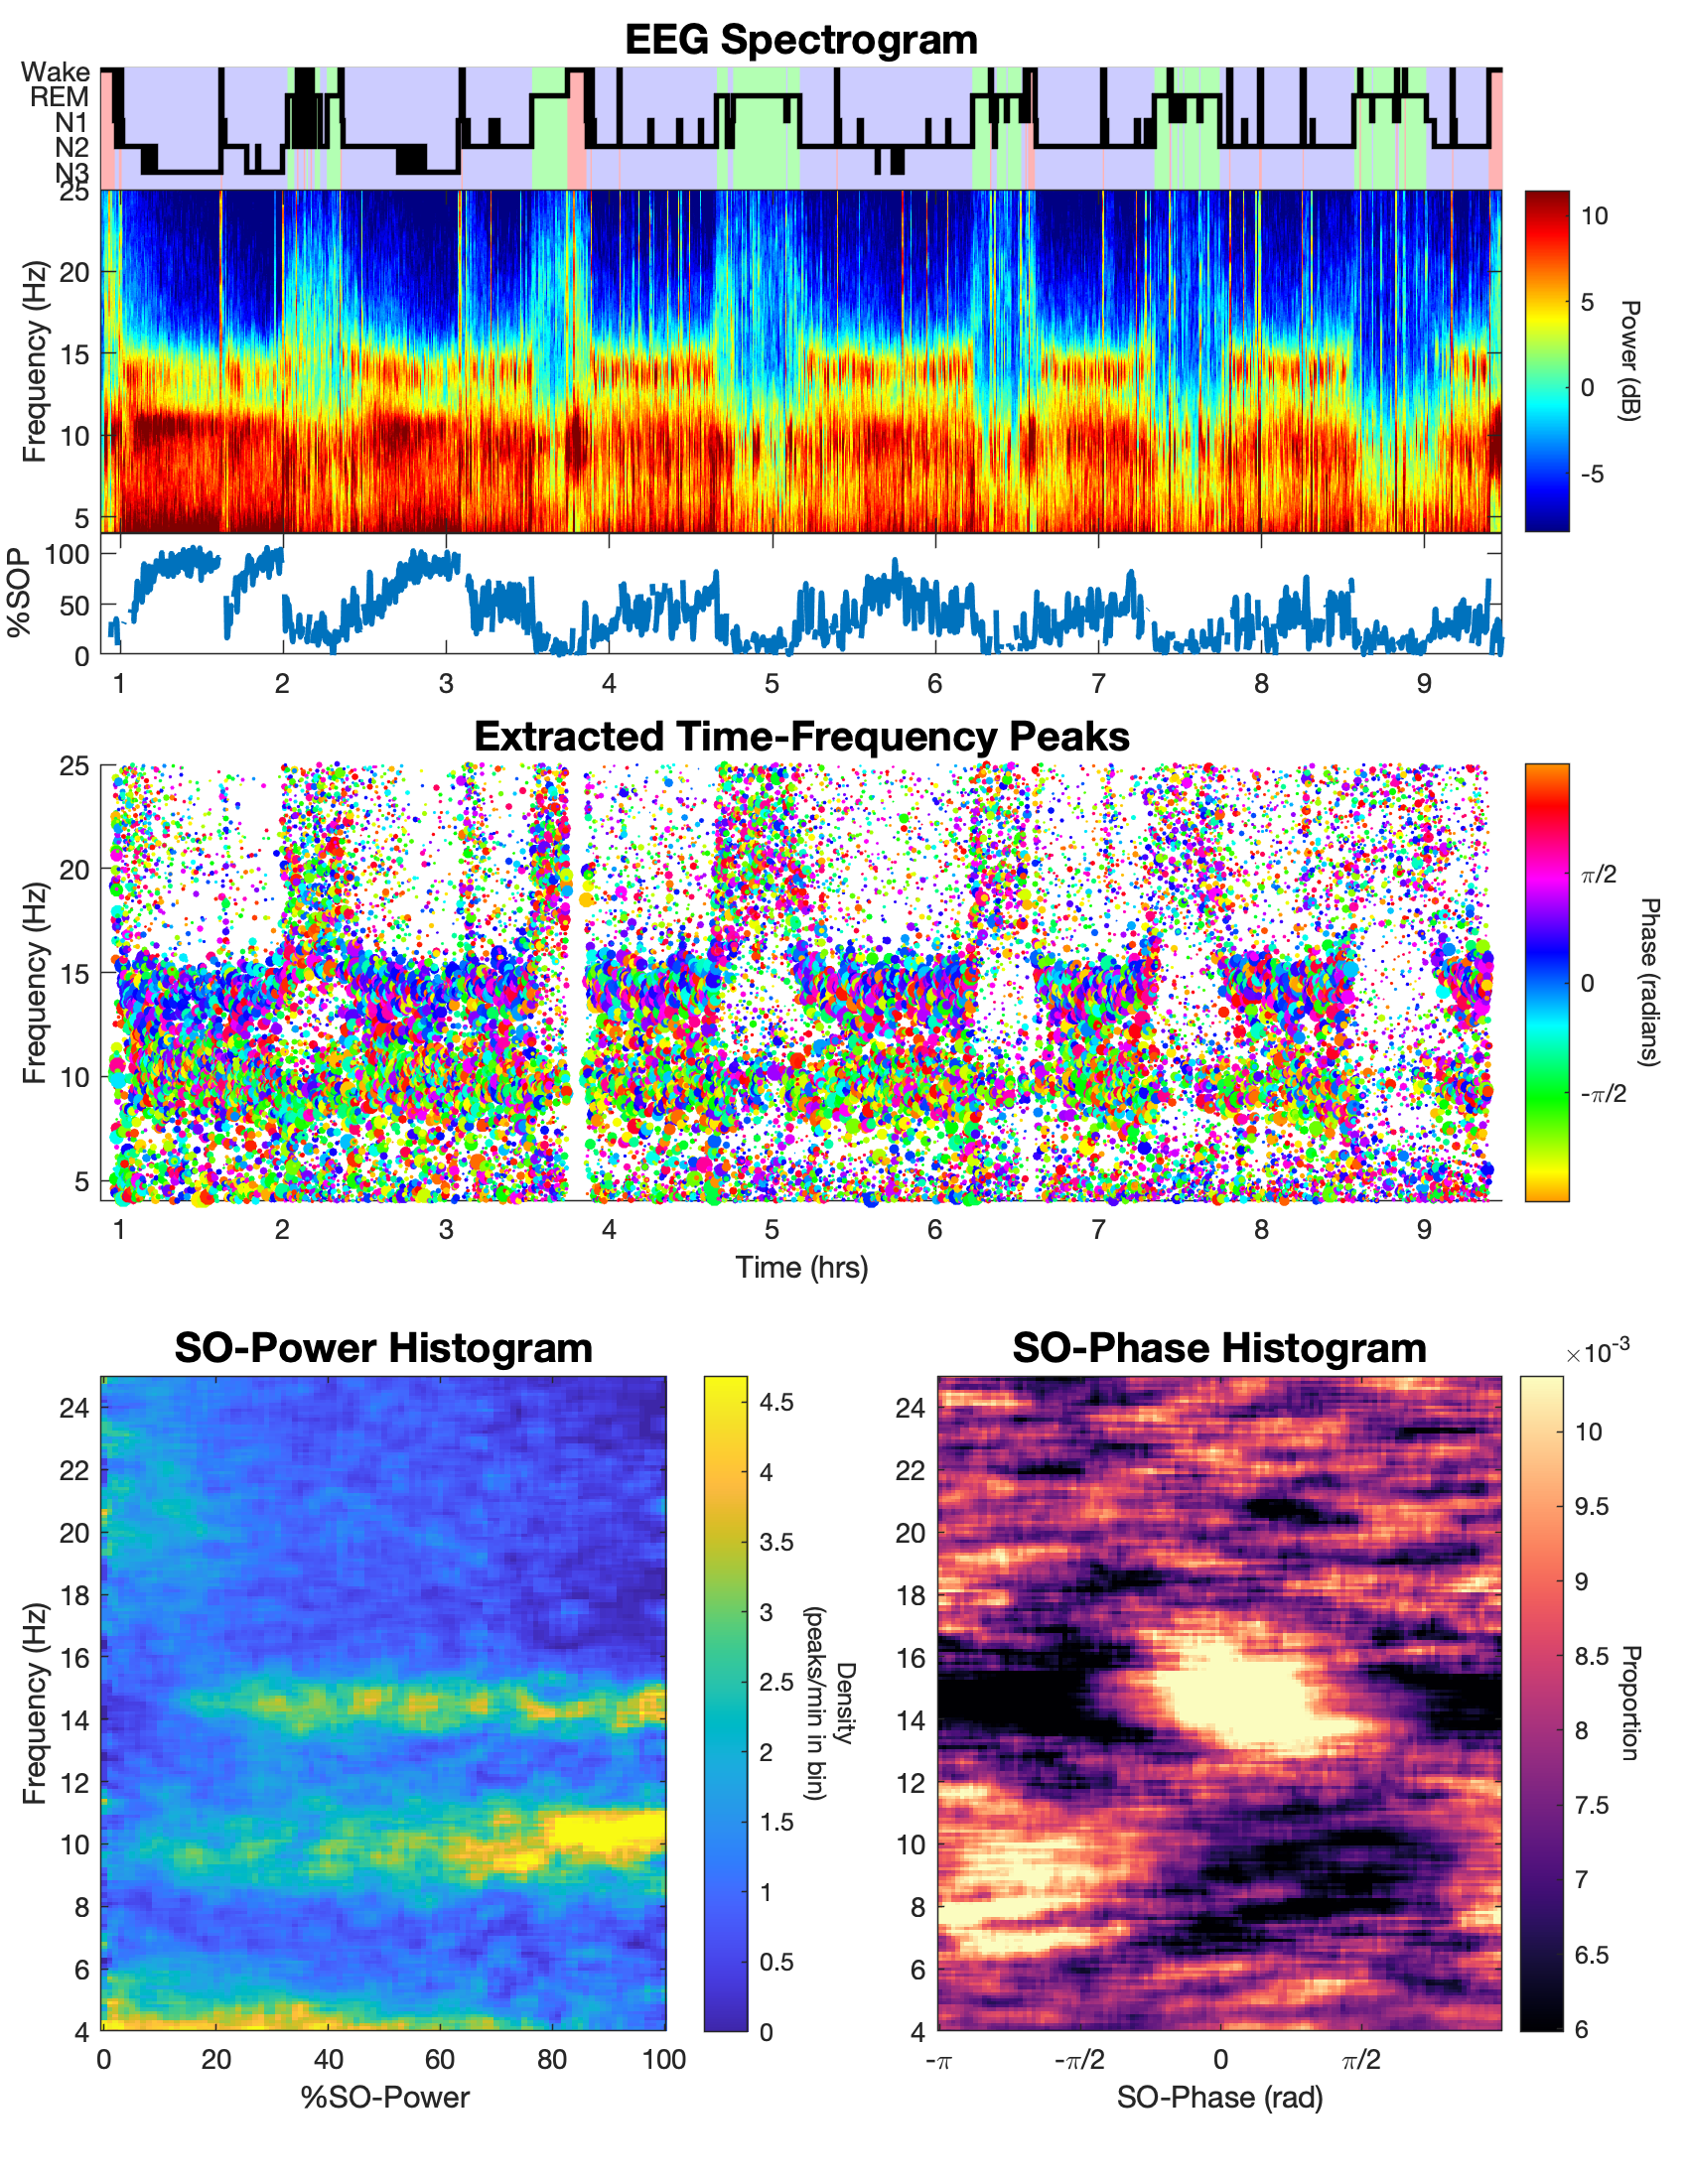 EEG Spectrogram
Wake
REM
N1
N2
N3
25
20
15
10
5
Frequency (Hz)
10
5
0
-5
Power (dB)
100
50
0
%SOP
1 2 3 4 5 6 7 8 9
Extracted Time-Frequency Peaks
25
20
15
10
5
Frequency (Hz)
π/2
0
-π/2
Phase (radians)
1 2 3 4 5 6 7 8 9
Time (hrs)
SO-Power Histogram
24
22
20
18
16
14
12
10
8
6
4
Frequency (Hz)
0 20 40 60 80 100
%SO-Power
4.5
4
3.5
3
2.5
2
1.5
1
0.5
0
Density
(peaks/min in bin)
SO-Phase Histogram
24
22
20
18
16
14
12
10
8
6
4
-π -π/2 0 π/2
SO-Phase (rad)
×10⁻³
10
9.5
9
8.5
8
7.5
7
6.5
6
Proportion